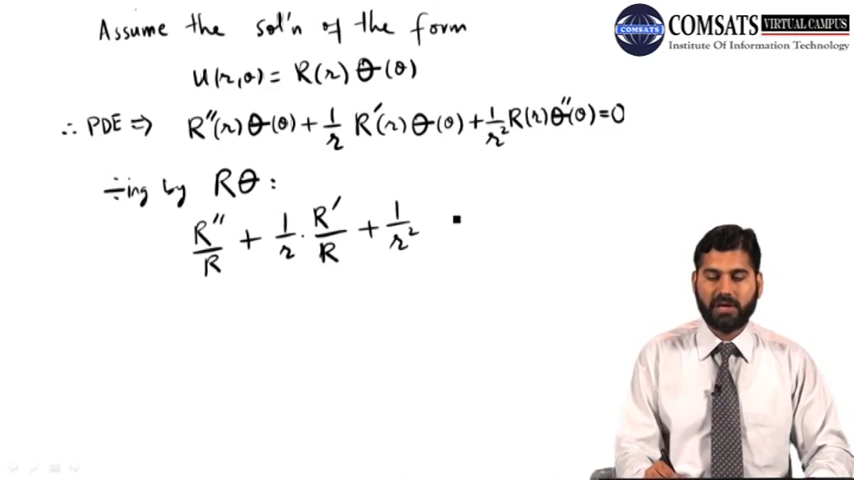 Assume the sol'n of the form
u(r,θ) = R(r) Θ(θ)
∴ PDE ⇒ R''(r) Θ(θ) + 1/r R'(r) Θ(θ) + 1/r² R(r) Θ''(θ) = 0
÷ing by RΘ :
R''/R + 1/r · R'/R + 1/r²
COMSATS VIRTUAL CAMPUS
Institute Of Information Technology
COMSATS